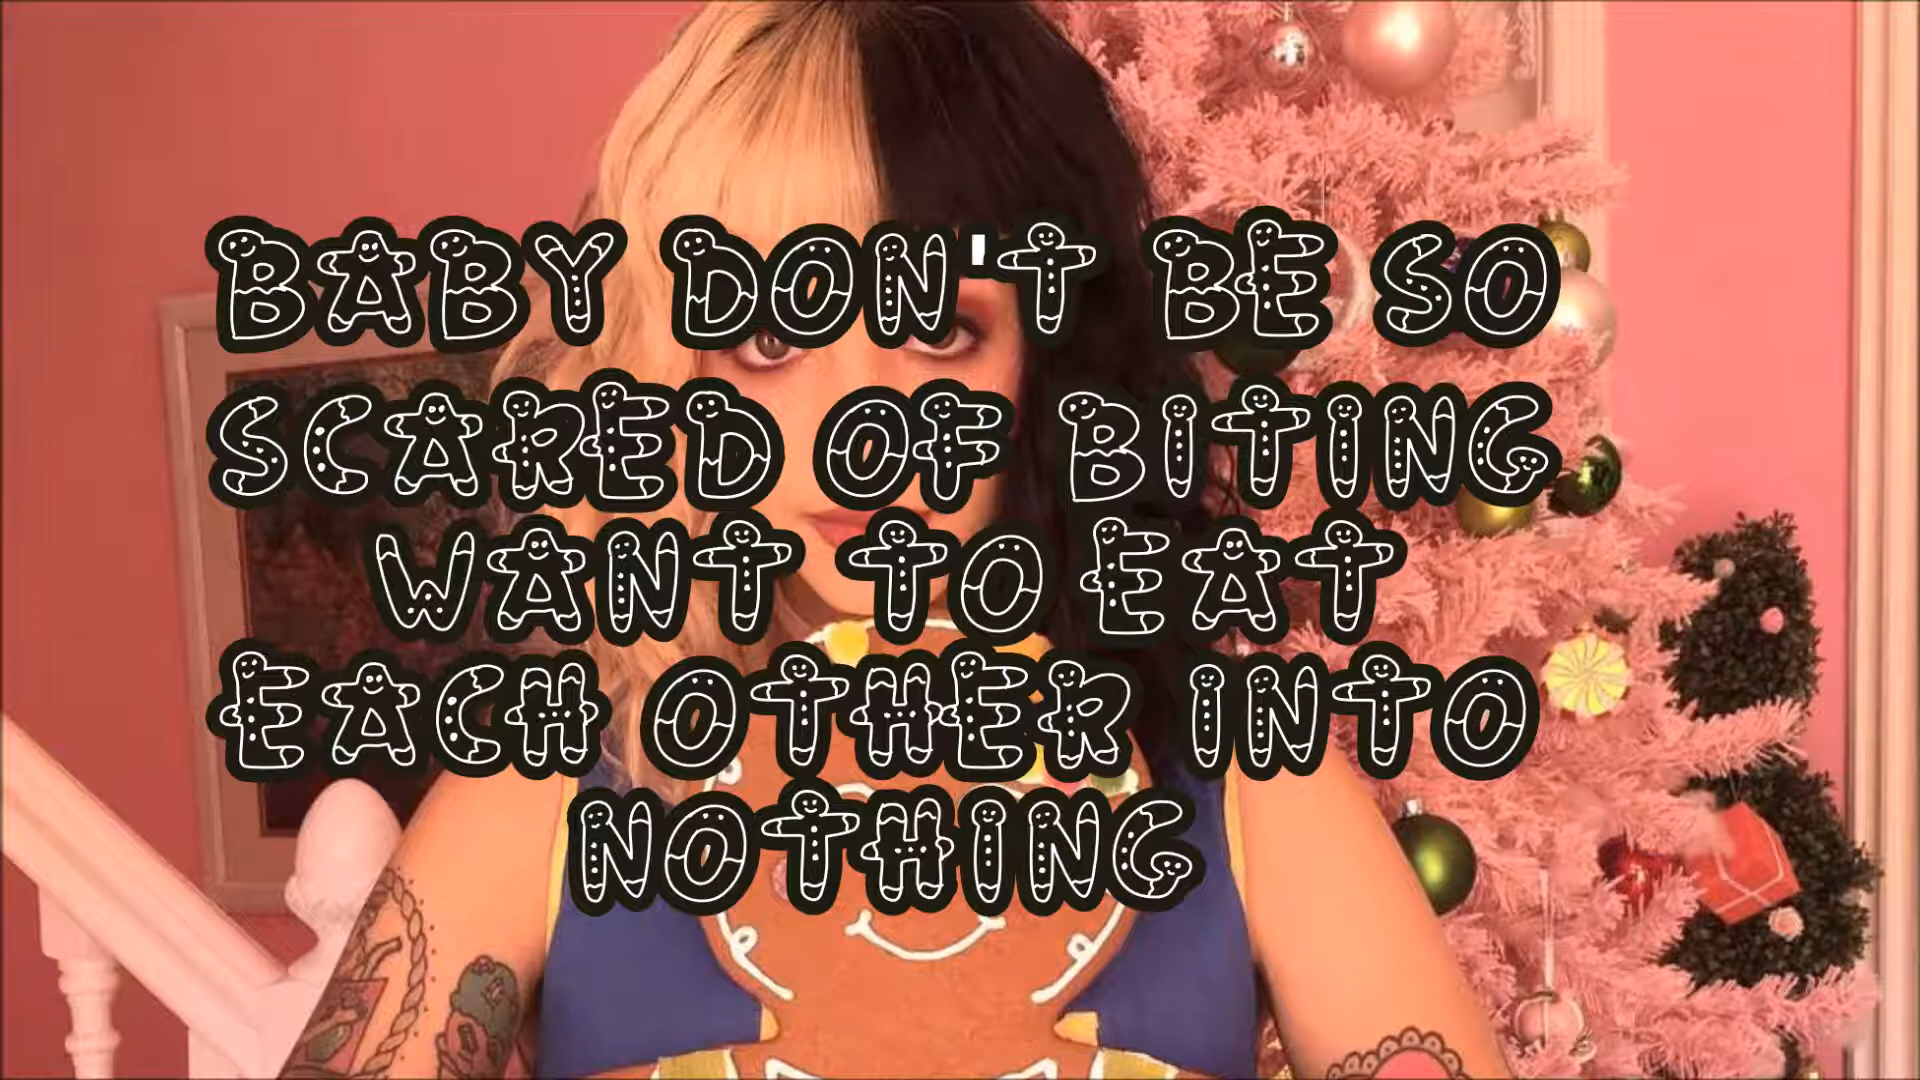 BABY DON'T BE SO
SCARED OF BITING
WANT TO EAT
EACH OTHER INTO
NOTHING